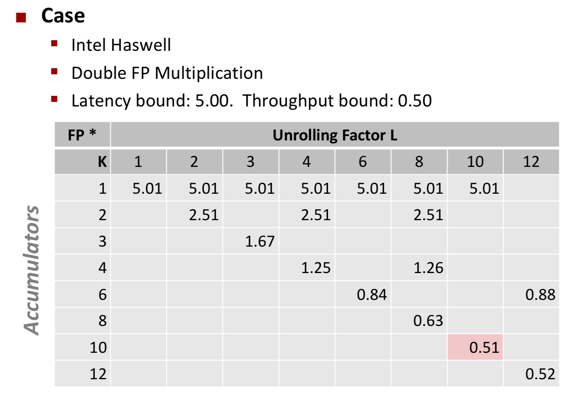 Case
Intel Haswell
Double FP Multiplication
Latency bound: 5.00.  Throughput bound: 0.50
FP * Unrolling Factor L
K 1 2 3 4 6 8 10 12
1 5.01 5.01 5.01 5.01 5.01 5.01 5.01
2 2.51 2.51 2.51
3 1.67
4 1.25 1.26
6 0.84 0.88
8 0.63
10 0.51
12 0.52
Accumulators